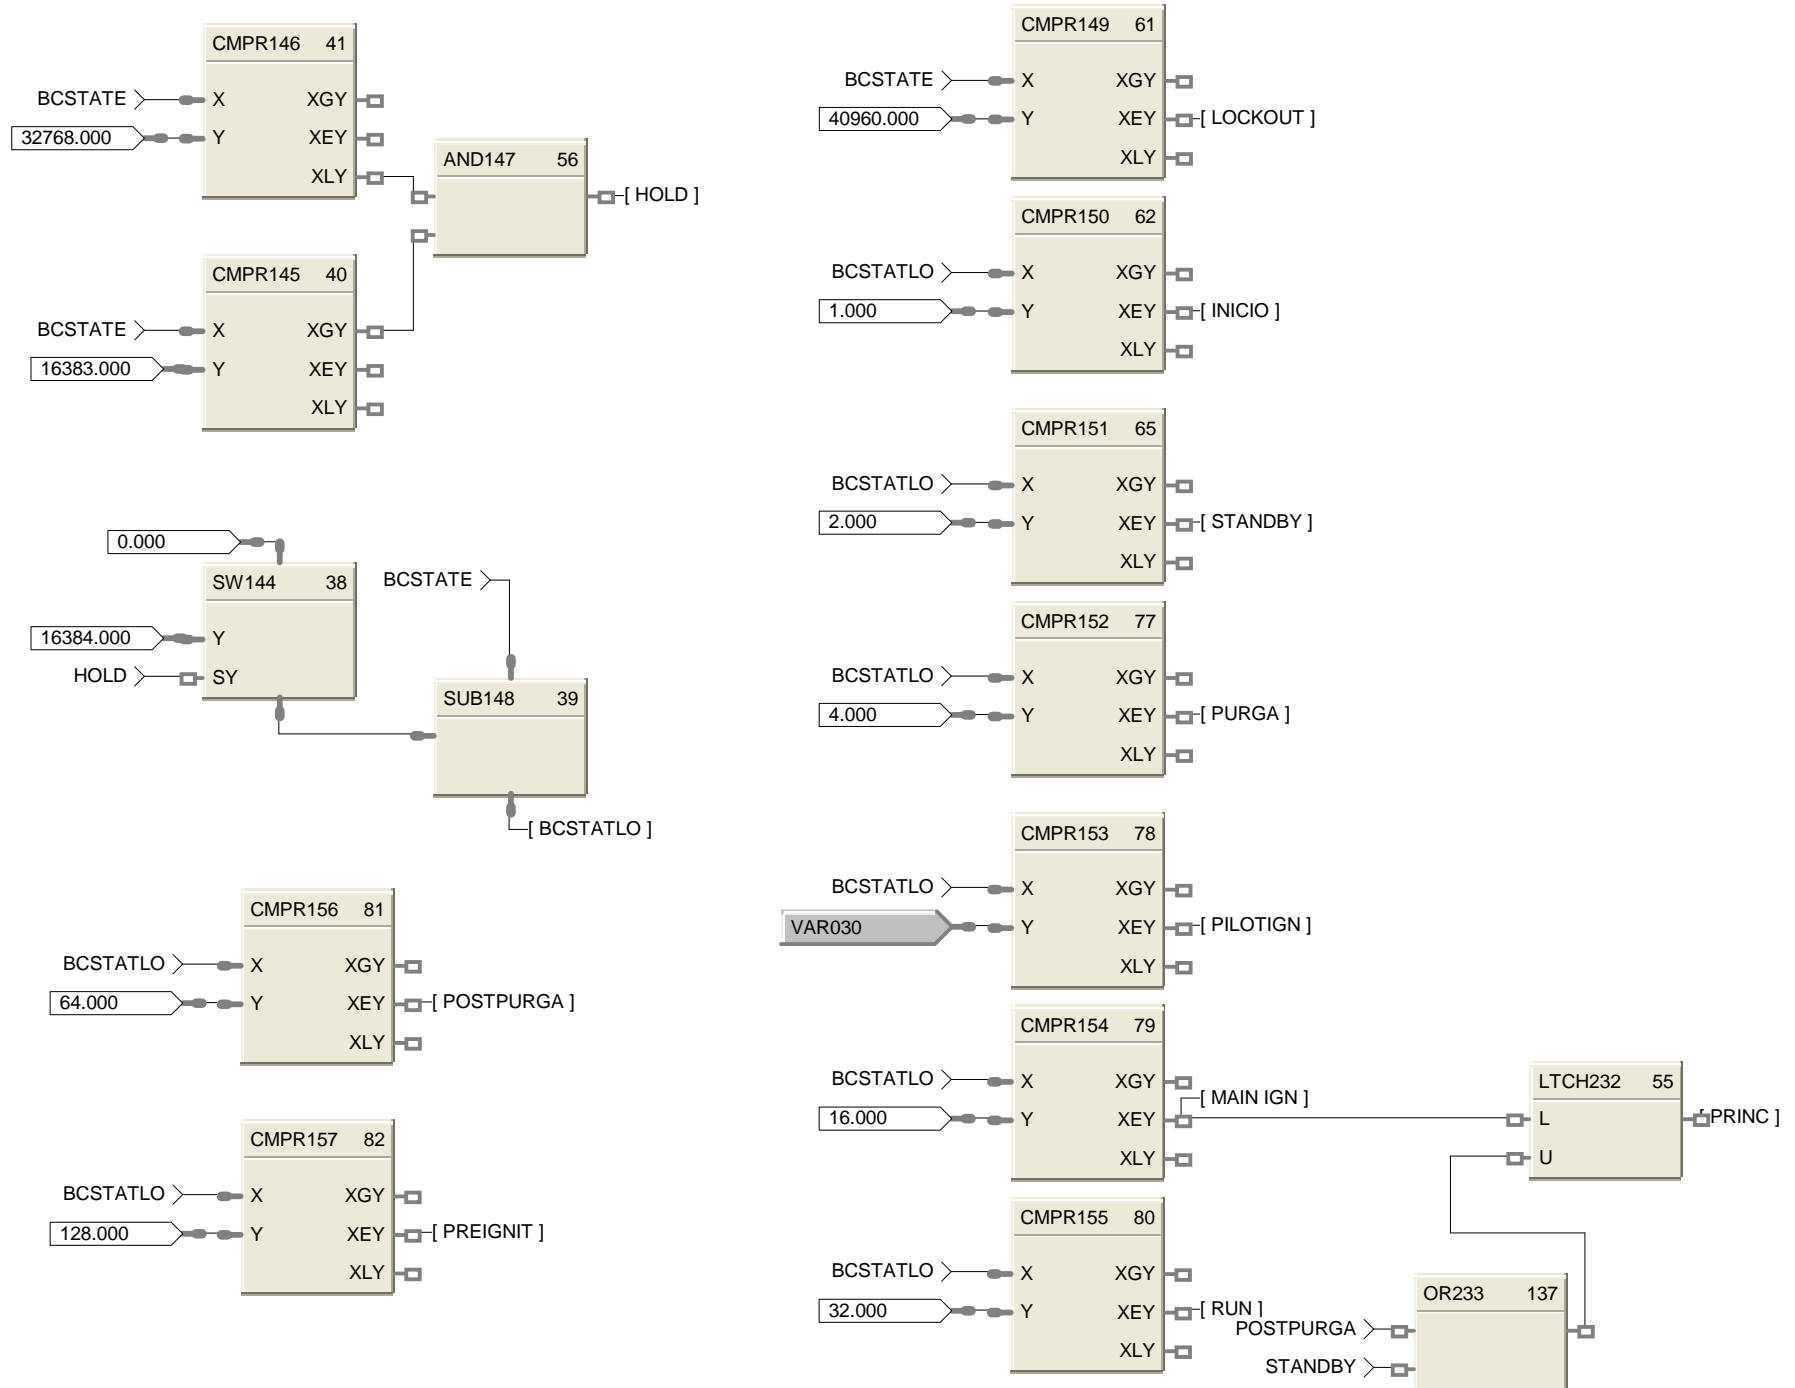 CMPR146 41
BCSTATE X XGY
32768.000 Y XEY
XLY
AND147 56
[ HOLD ]
CMPR145 40
BCSTATE X XGY
16383.000 Y XEY
XLY
0.000
SW144 38
BCSTATE
16384.000 Y
HOLD SY
SUB148 39
[ BCSTATLO ]
CMPR156 81
BCSTATLO X XGY
64.000 Y XEY [ POSTPURGA ]
XLY
CMPR157 82
BCSTATLO X XGY
128.000 Y XEY [ PREIGNIT ]
XLY
CMPR149 61
BCSTATE X XGY
40960.000 Y XEY [ LOCKOUT ]
XLY
CMPR150 62
BCSTATLO X XGY
1.000 Y XEY [ INICIO ]
XLY
CMPR151 65
BCSTATLO X XGY
2.000 Y XEY [ STANDBY ]
XLY
CMPR152 77
BCSTATLO X XGY
4.000 Y XEY [ PURGA ]
XLY
CMPR153 78
BCSTATLO X XGY
VAR030 Y XEY [ PILOTIGN ]
XLY
CMPR154 79
BCSTATLO X XGY
[ MAIN IGN ]
16.000 Y XEY
XLY
LTCH232 55
L [ PRINC ]
U
CMPR155 80
BCSTATLO X XGY
32.000 Y XEY [ RUN ]
XLY
OR233 137
POSTPURGA
STANDBY